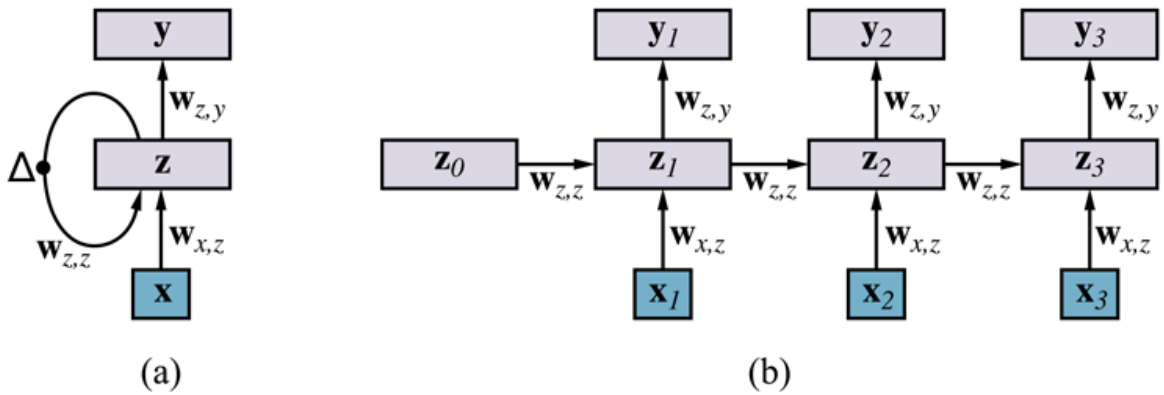 y
w_{z,y}
Δ
z
w_{z,z}
w_{x,z}
x
(a)
y_1 y_2 y_3
w_{z,y} w_{z,y} w_{z,y}
z_0 z_1 z_2 z_3
w_{z,z} w_{z,z} w_{z,z}
w_{x,z} w_{x,z} w_{x,z}
x_1 x_2 x_3
(b)